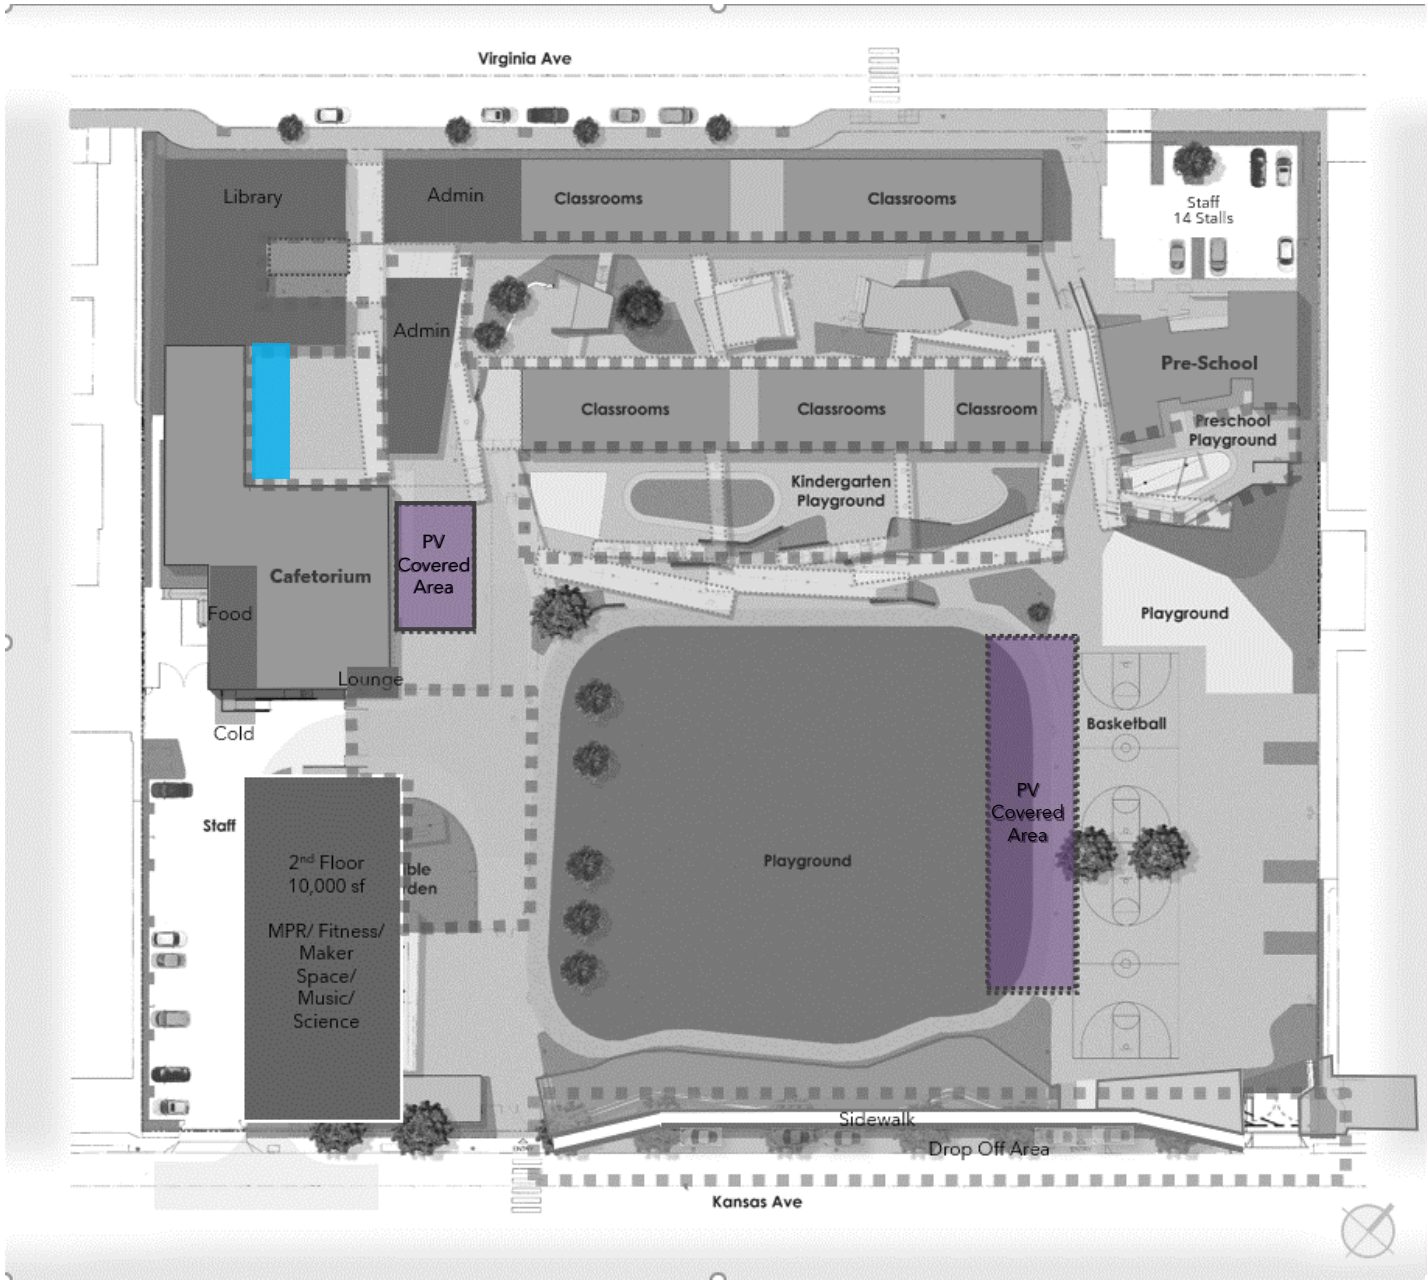 Virginia Ave
Library
Admin
Classrooms
Classrooms
Staff
14 Stalls
Admin
Pre-School
Classrooms
Classrooms
Classroom
Preschool
Playground
Kindergarten
Playground
PV
Covered
Area
Cafetorium
Food
Playground
Lounge
Cold
Basketball
PV
Covered
Area
Staff
2nd Floor
10,000 sf
MPR/ Fitness/
Maker
Space/
Music/
Science
ble
den
Playground
Sidewalk
Drop Off Area
Kansas Ave